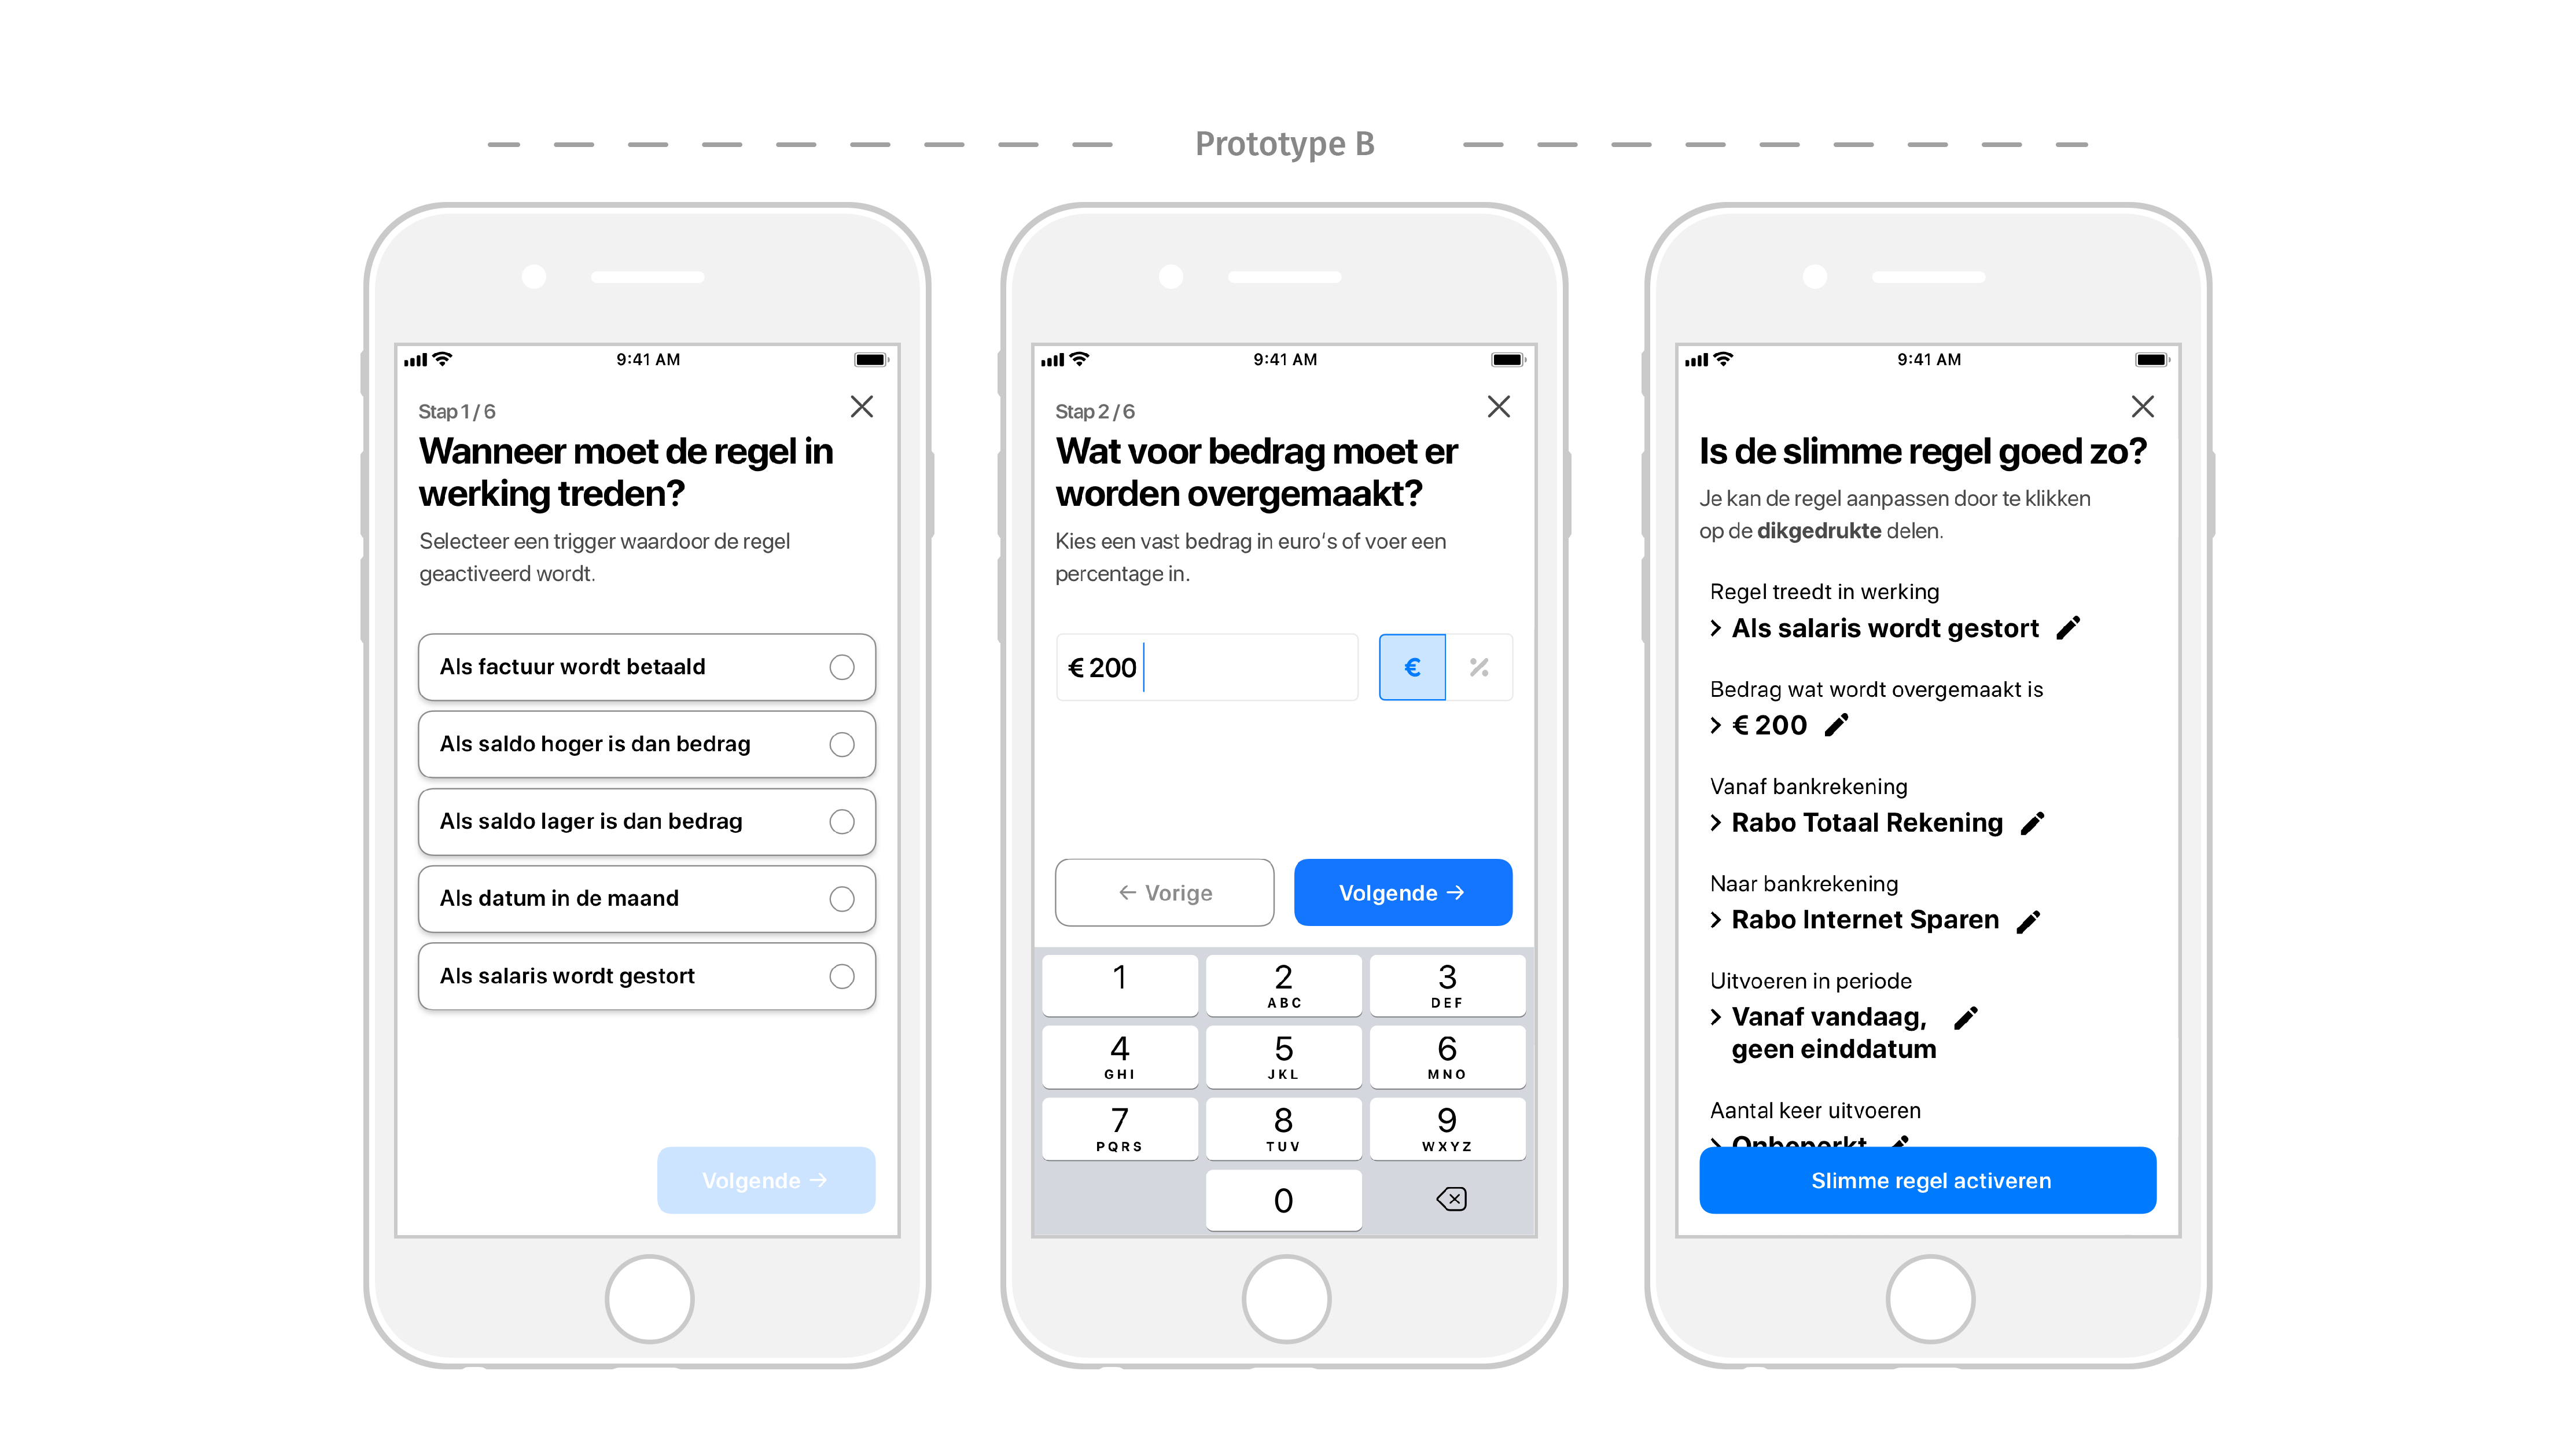 Prototype B
9:41 AM
Stap 1 / 6
Wanneer moet de regel in
werking treden?
Selecteer een trigger waardoor de regel
geactiveerd wordt.
Als factuur wordt betaald
Als saldo hoger is dan bedrag
Als saldo lager is dan bedrag
Als datum in de maand
Als salaris wordt gestort
Volgende →
9:41 AM
Stap 2 / 6
Wat voor bedrag moet er
worden overgemaakt?
Kies een vast bedrag in euro's of voer een
percentage in.
€ 200
€ %
← Vorige
Volgende →
1 2 3
ABC DEF
4 5 6
GHI JKL MNO
7 8 9
PQRS TUV WXYZ
0
9:41 AM
Is de slimme regel goed zo?
Je kan de regel aanpassen door te klikken
op de dikgedrukte delen.
Regel treedt in werking
> Als salaris wordt gestort
Bedrag wat wordt overgemaakt is
> € 200
Vanaf bankrekening
> Rabo Totaal Rekening
Naar bankrekening
> Rabo Internet Sparen
Uitvoeren in periode
> Vanaf vandaag,
geen einddatum
Aantal keer uitvoeren
> Onbeperkt
Slimme regel activeren